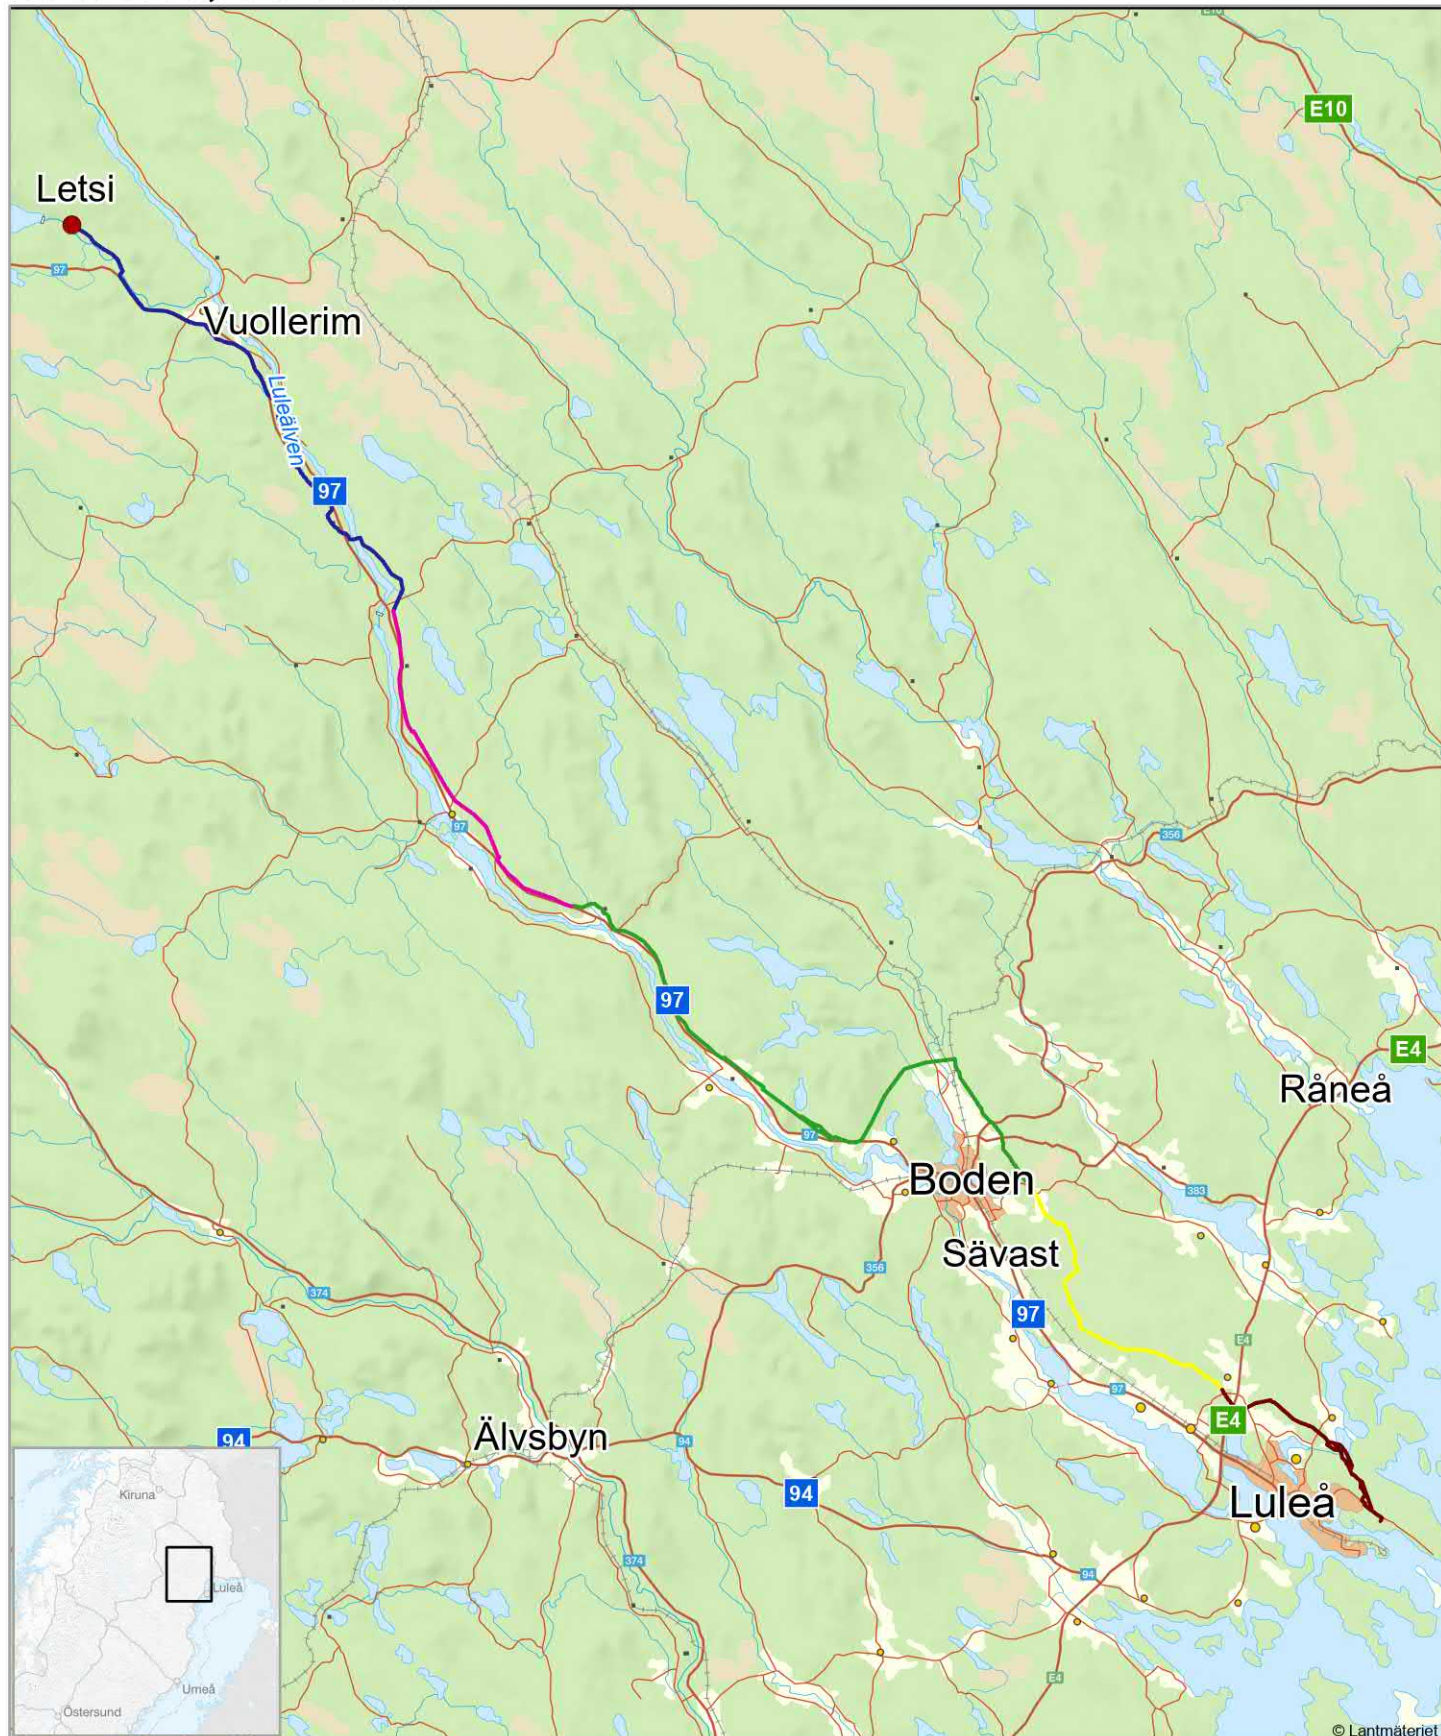 E10
E10
Letsi
97
Vuollerim
Luleälven
97
97
356
97
E4
Råneå
97
Boden
383
Sävast
356
374
97
E4
97
E4
94
Älvsbyn
94
94
Luleå
374
94
E4
Kiruna
Luleå
Umeå
Östersund
© Lantmäteriet